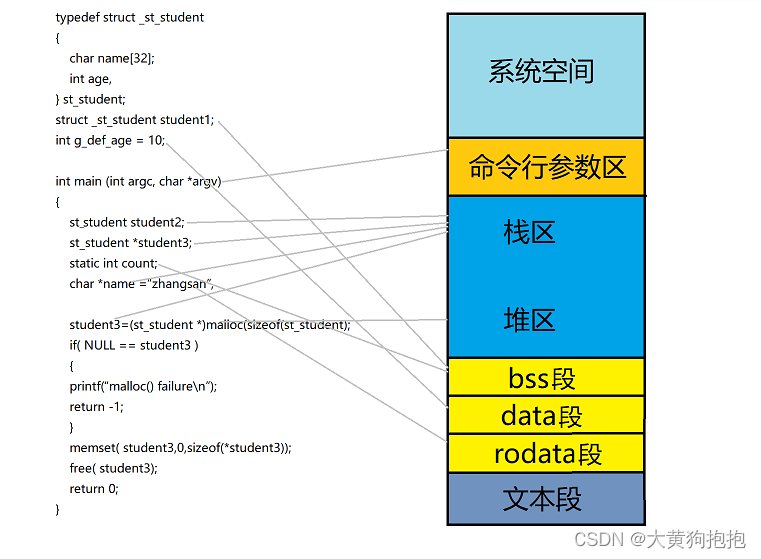 typedef struct _st_student
{
char name[32];
int age,
} st_student;
struct _st_student student1;
int g_def_age = 10;
int main (int argc, char *argv)
{
st_student student2;
st_student *student3;
static int count;
char *name =“zhangsan”,
student3=(st_student *)malloc(sizeof(st_student);
if( NULL == student3 )
{
printf(“malloc() failure\n”);
return -1;
}
memset( student3,0,sizeof(*student3));
free( student3);
return 0;
}
系统空间
命令行参数区
栈区
堆区
bss段
data段
rodata段
文本段
CSDN @大黄狗抱抱